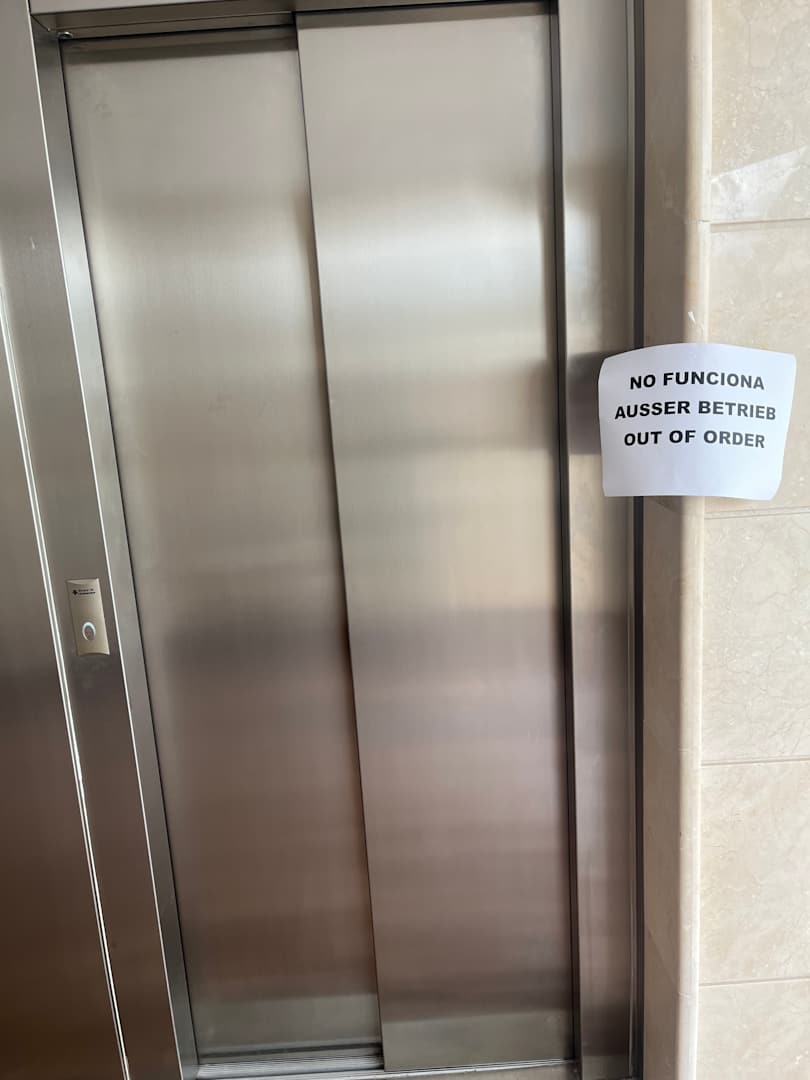 NO FUNCIONA
AUSSER BETRIEB
OUT OF ORDER